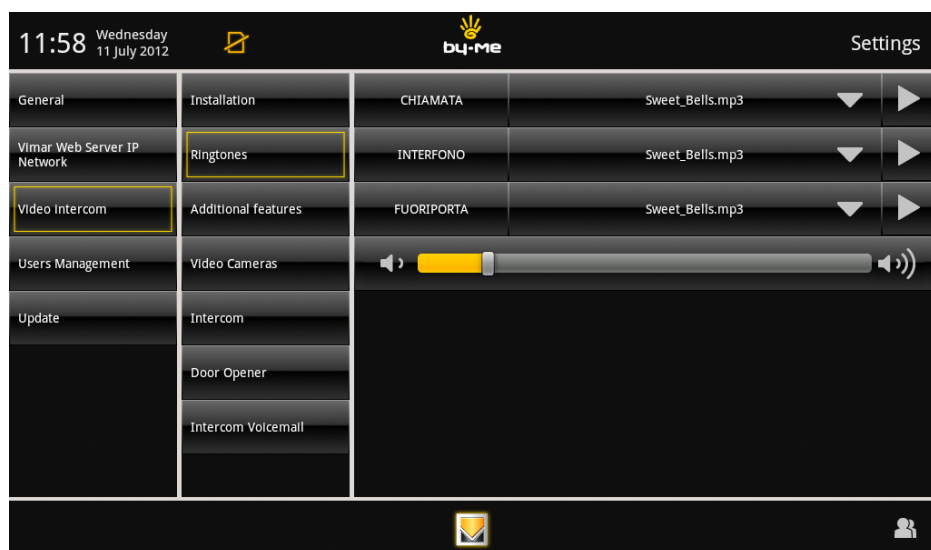 11:58 Wednesday
11 July 2012
by-me
Settings
General
Installation
CHIAMATA
Sweet_Bells.mp3
Vimar Web Server IP
Network
Ringtones
INTERFONO
Sweet_Bells.mp3
Video Intercom
Additional features
FUORIPORTA
Sweet_Bells.mp3
Users Management
Video Cameras
Update
Intercom
Door Opener
Intercom Voicemail